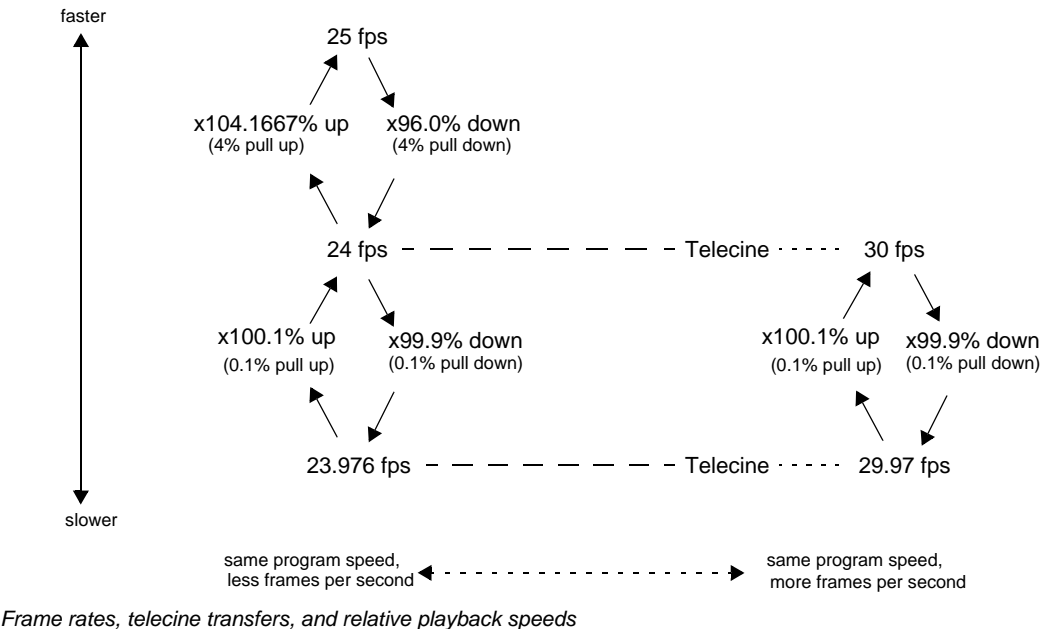 faster
25 fps
x104.1667% up
(4% pull up)
x96.0% down
(4% pull down)
24 fps
Telecine
30 fps
x100.1% up
(0.1% pull up)
x99.9% down
(0.1% pull down)
x100.1% up
(0.1% pull up)
x99.9% down
(0.1% pull down)
23.976 fps
Telecine
29.97 fps
slower
same program speed,
less frames per second
same program speed,
more frames per second
Frame rates, telecine transfers, and relative playback speeds